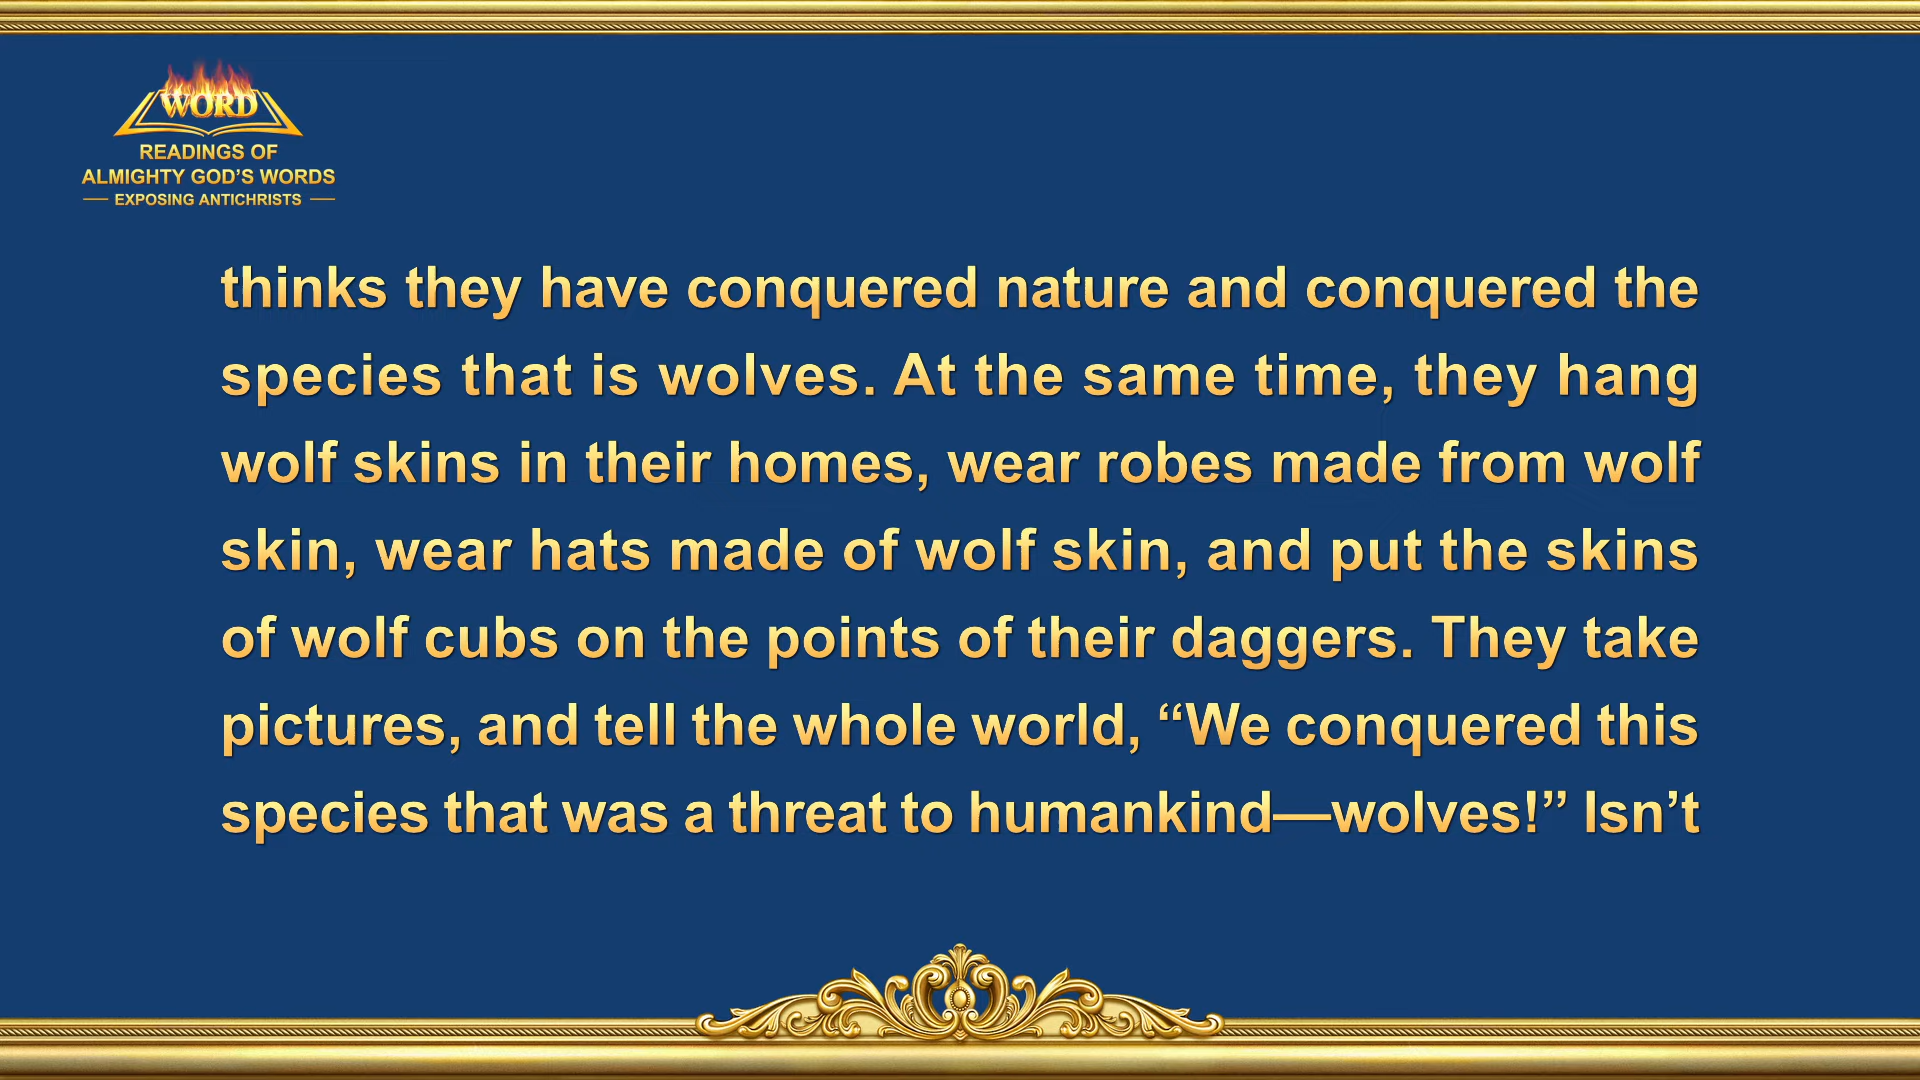 WORD
READINGS OF
ALMIGHTY GOD’S WORDS
EXPOSING ANTICHRISTS
thinks they have conquered nature and conquered the
species that is wolves. At the same time, they hang
wolf skins in their homes, wear robes made from wolf
skin, wear hats made of wolf skin, and put the skins
of wolf cubs on the points of their daggers. They take
pictures, and tell the whole world, “We conquered this
species that was a threat to humankind—wolves!” Isn’t